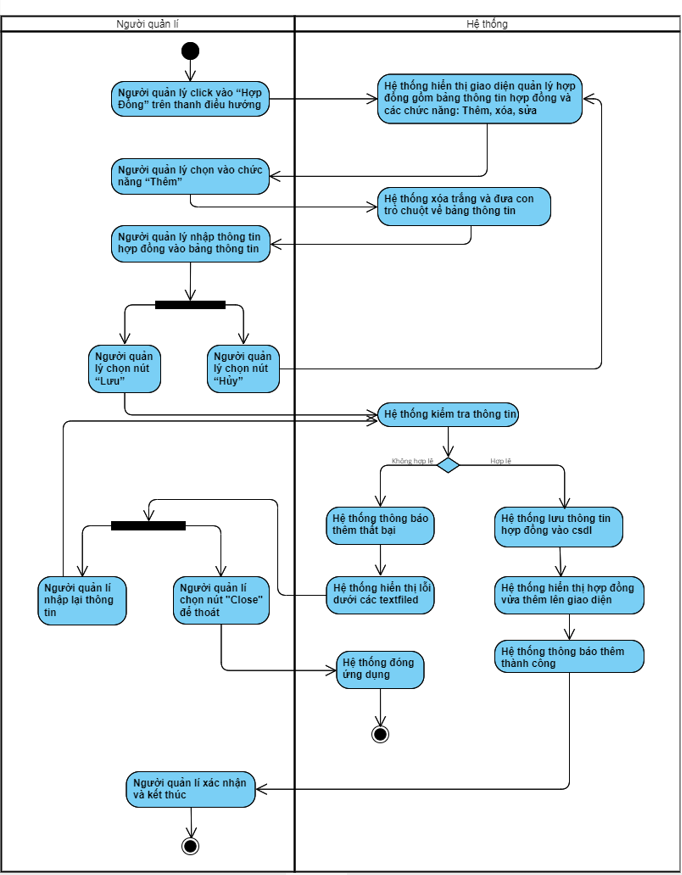 Người quản lí
Hệ thống
Người quản lý click vào “Hợp
Đồng” trên thanh điều hướng
Hệ thống hiển thị giao diện quản lý hợp
đồng gồm bảng thông tin hợp đồng và
các chức năng: Thêm, xóa, sửa
Người quản lý chọn vào chức
năng “Thêm”
Hệ thống xóa trắng và đưa con
trỏ chuột về bảng thông tin
Người quản lý nhập thông tin
hợp đồng vào bảng thông tin
Người quản
lý chọn nút
“Lưu”
Người quản
lý chọn nút
“Hủy”
Hệ thống kiểm tra thông tin
Không hợp lệ
Hợp lệ
Hệ thống thông báo
thêm thất bại
Hệ thống lưu thông tin
hợp đồng vào csdl
Người quản lí
nhập lại thông
tin
Người quản lí
chọn nút "Close"
để thoát
Hệ thống hiển thị lỗi
dưới các textfiled
Hệ thống hiển thị hợp đồng
vừa thêm lên giao diện
Hệ thống thông báo thêm
thành công
Hệ thống đóng
ứng dụng
Người quản lí xác nhận
và kết thúc